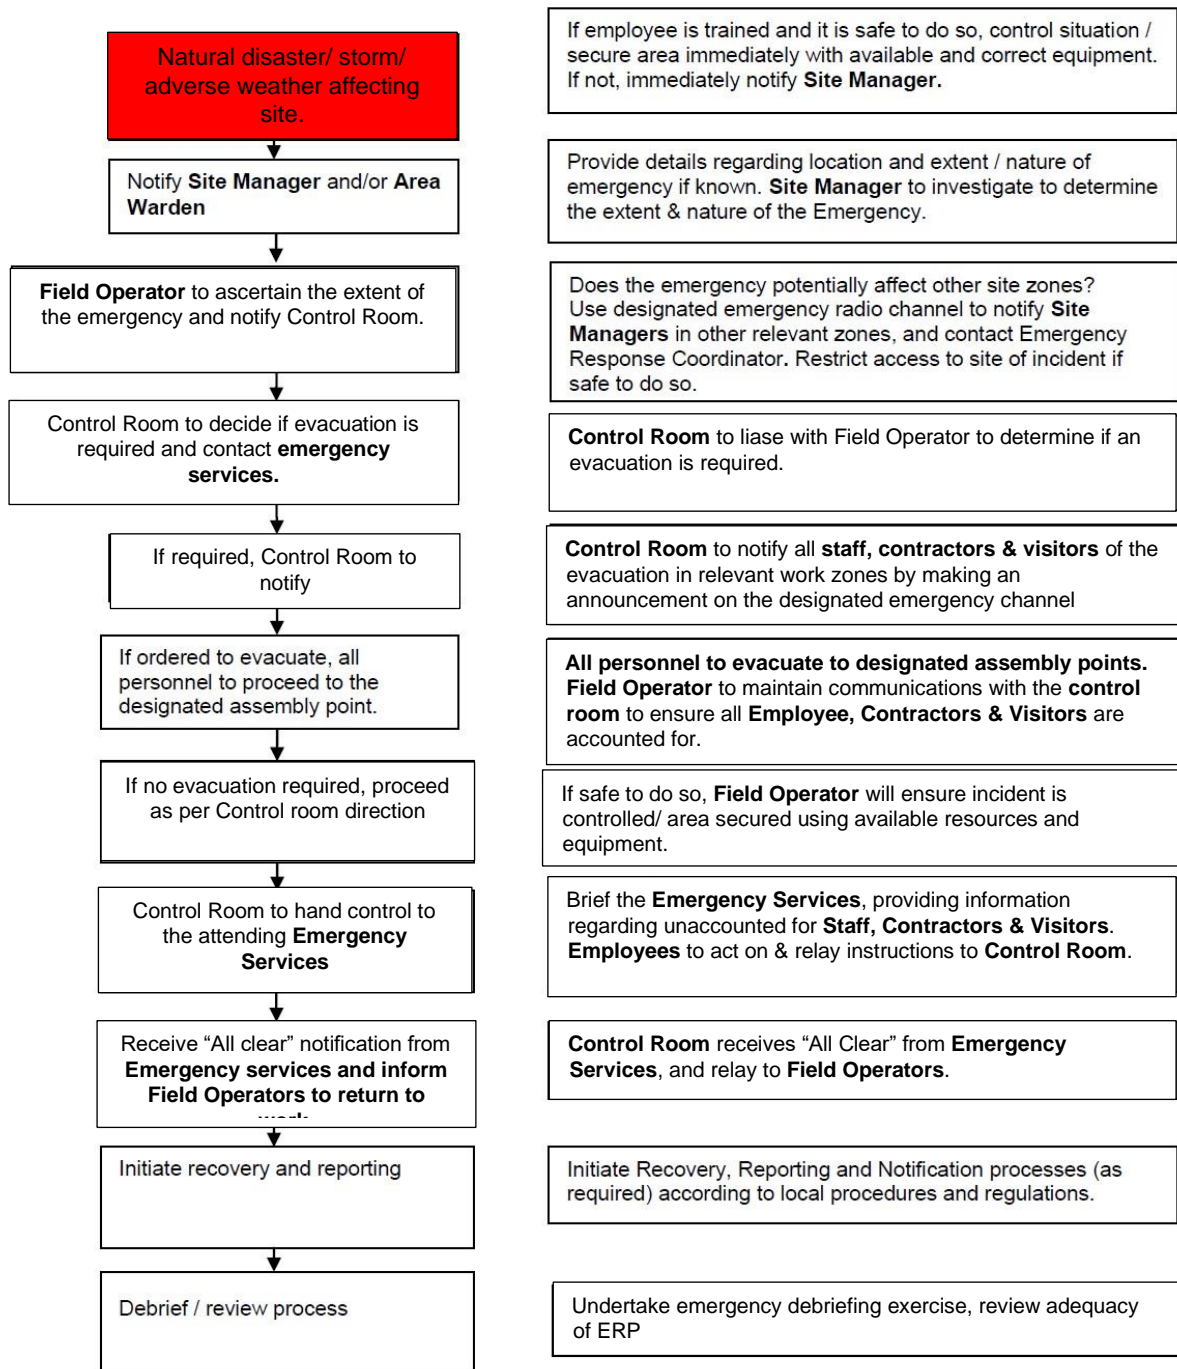 Natural disaster/ storm/
adverse weather affecting
site.
If employee is trained and it is safe to do so, control situation /
secure area immediately with available and correct equipment.
If not, immediately notify Site Manager.
Notify Site Manager and/or Area
Warden
Provide details regarding location and extent / nature of
emergency if known. Site Manager to investigate to determine
the extent & nature of the Emergency.
Field Operator to ascertain the extent of
the emergency and notify Control Room.
Does the emergency potentially affect other site zones?
Use designated emergency radio channel to notify Site
Managers in other relevant zones, and contact Emergency
Response Coordinator. Restrict access to site of incident if
safe to do so.
Control Room to decide if evacuation is
required and contact emergency
services.
Control Room to liase with Field Operator to determine if an
evacuation is required.
If required, Control Room to
notify
Control Room to notify all staff, contractors & visitors of the
evacuation in relevant work zones by making an
announcement on the designated emergency channel
If ordered to evacuate, all
personnel to proceed to the
designated assembly point.
All personnel to evacuate to designated assembly points.
Field Operator to maintain communications with the control
room to ensure all Employee, Contractors & Visitors are
accounted for.
If no evacuation required, proceed
as per Control room direction
If safe to do so, Field Operator will ensure incident is
controlled/ area secured using available resources and
equipment.
Control Room to hand control to
the attending Emergency
Services
Brief the Emergency Services, providing information
regarding unaccounted for Staff, Contractors & Visitors.
Employees to act on & relay instructions to Control Room.
Receive “All clear” notification from
Emergency services and inform
Field Operators to return to
Control Room receives “All Clear” from Emergency
Services, and relay to Field Operators.
Initiate recovery and reporting
Initiate Recovery, Reporting and Notification processes (as
required) according to local procedures and regulations.
Debrief / review process
Undertake emergency debriefing exercise, review adequacy
of ERP